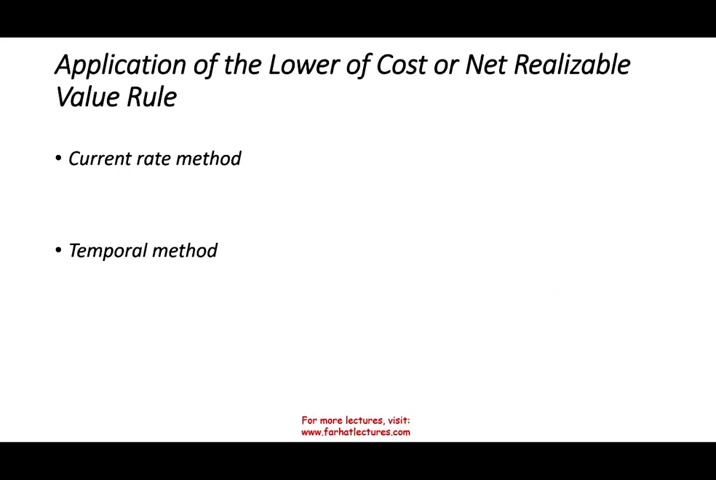 Application of the Lower of Cost or Net Realizable
Value Rule
• Current rate method
• Temporal method
For more lectures, visit:
www.farhatlectures.com